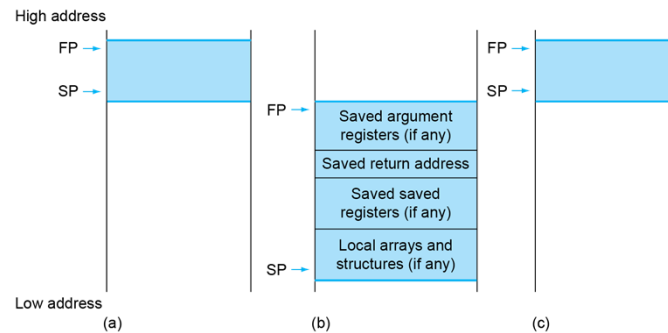 High address
FP
SP
FP
Saved argument
registers (if any)
Saved return address
Saved saved
registers (if any)
Local arrays and
structures (if any)
SP
FP
SP
Low address
(a)
(b)
(c)